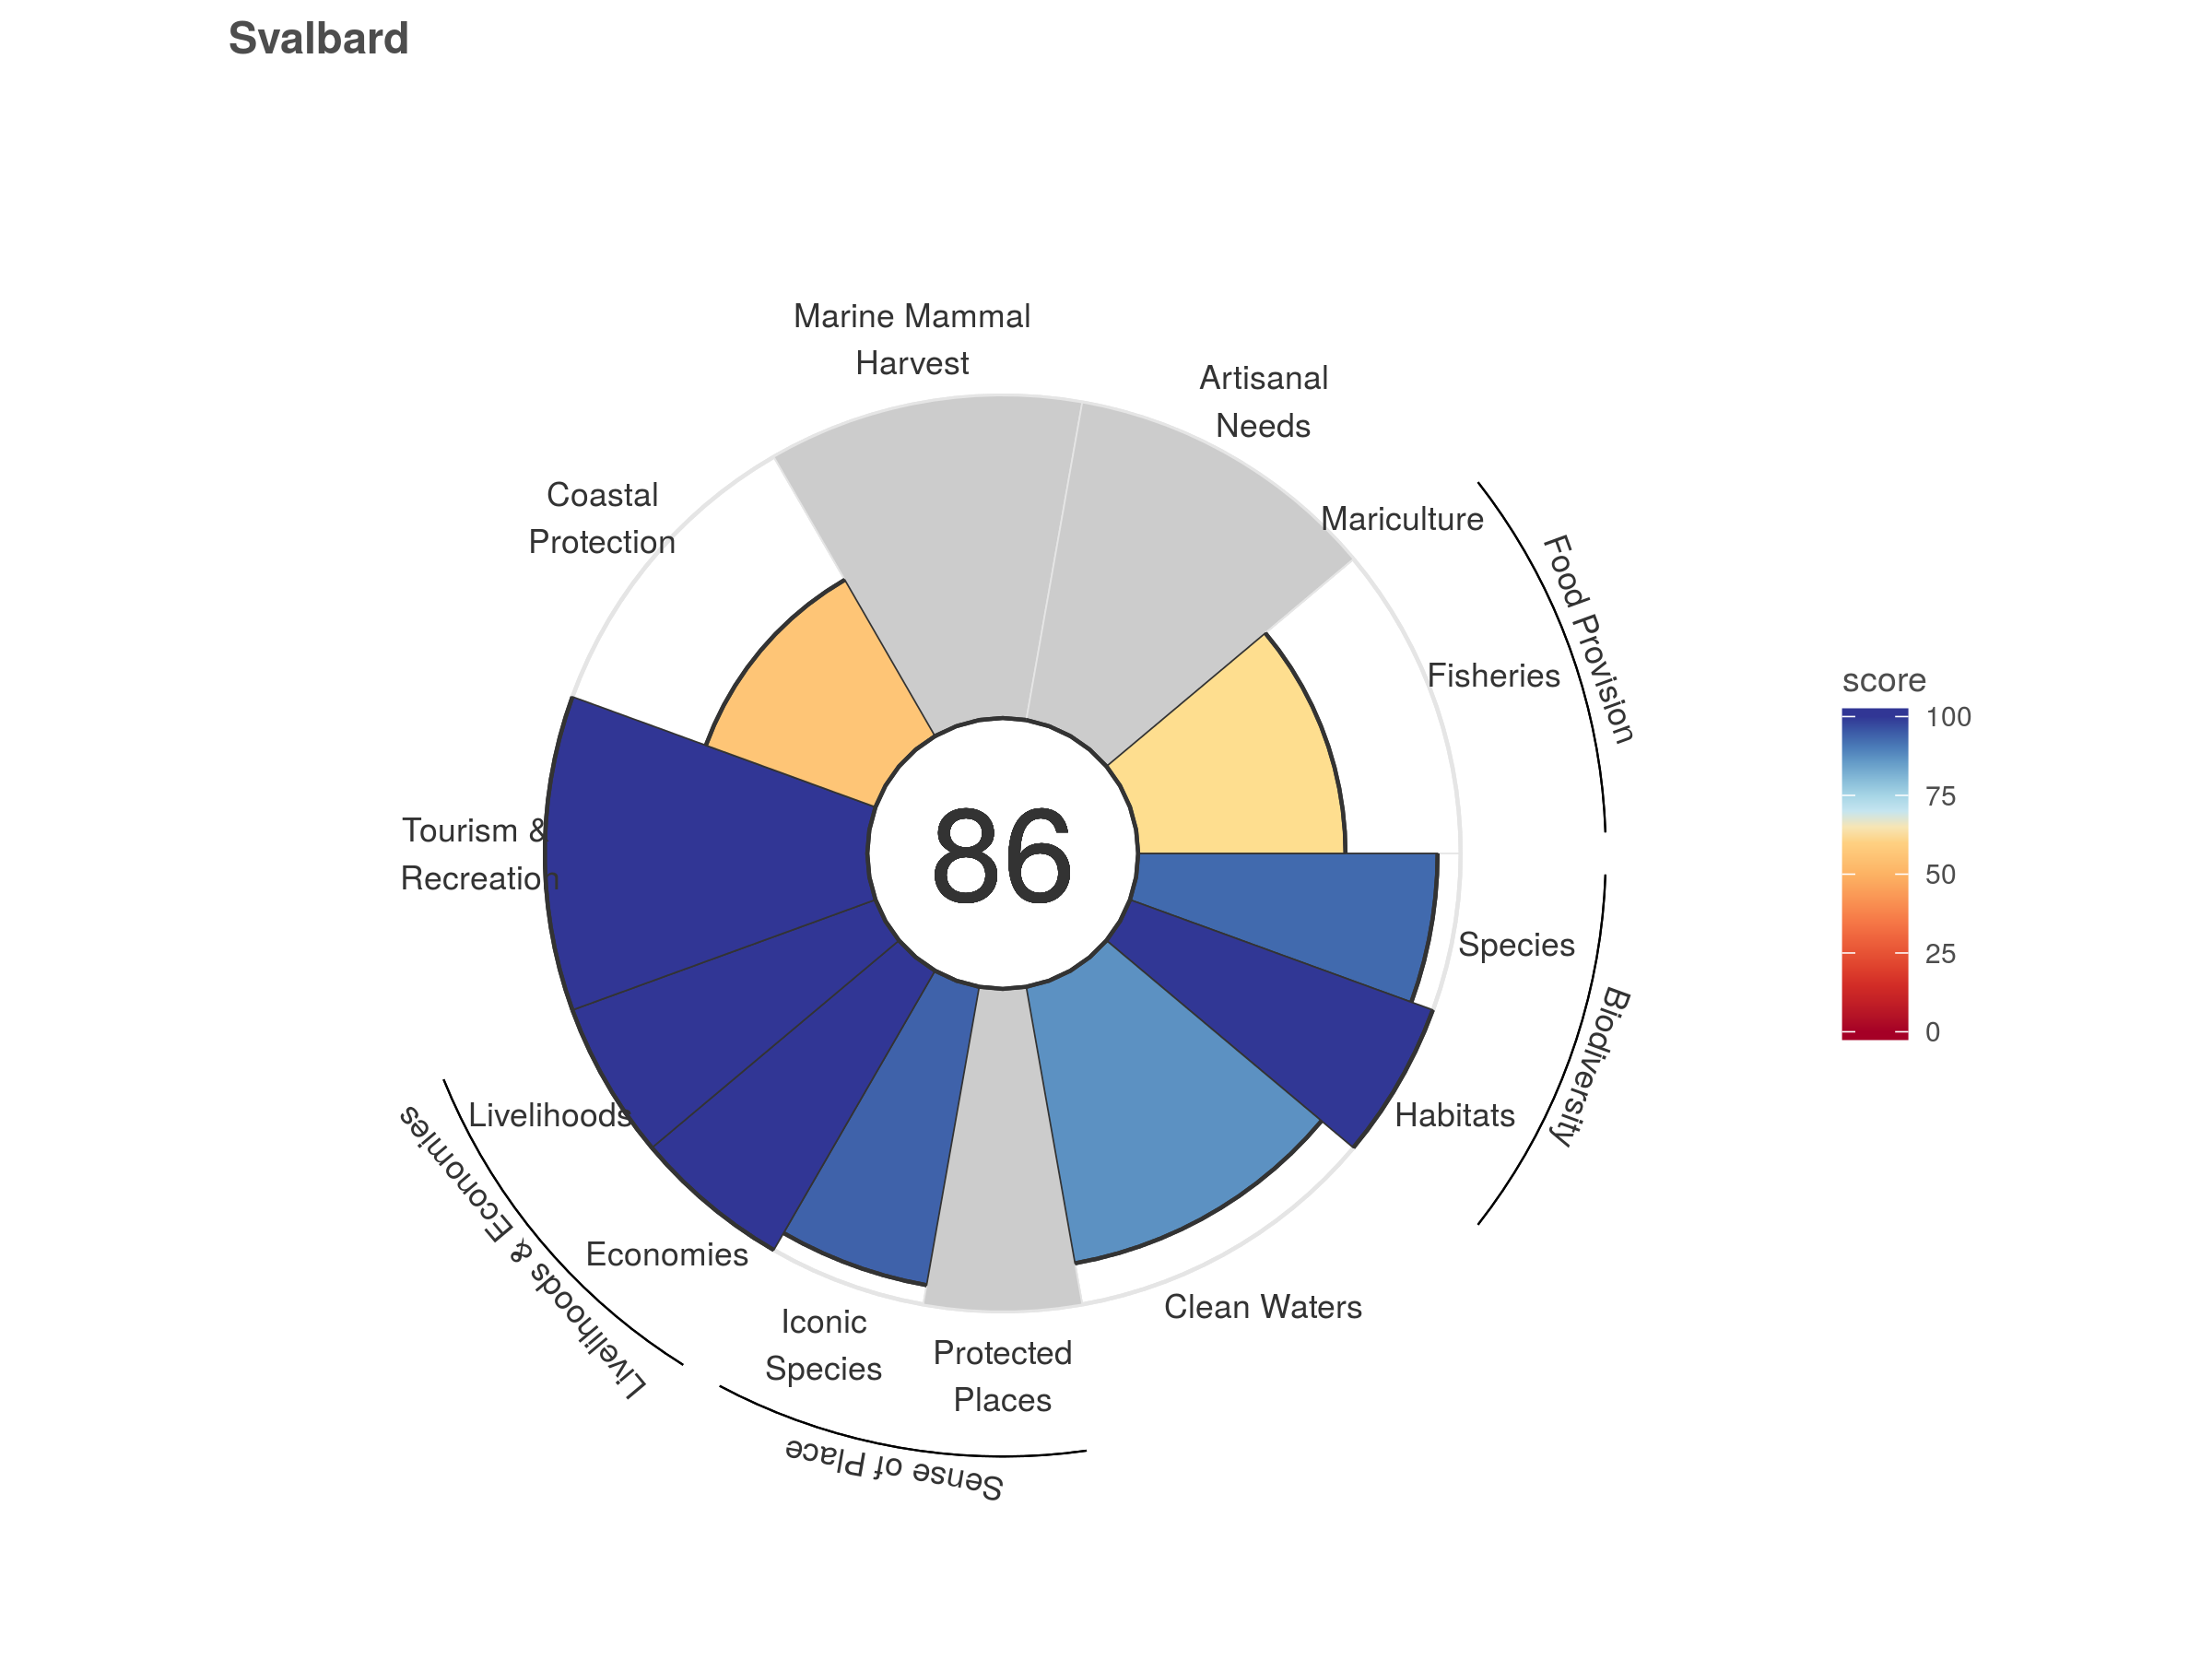 Svalbard
Marine Mammal
Harvest
Artisanal
Needs
Coastal
Protection
Mariculture
Food Provision
Fisheries
score
100
75
50
25
0
Tourism &
Recreation
86
Species
Biodiversity
Livelihoods
Habitats
Livelihoods & Economies
Economies
Clean Waters
Iconic
Species
Protected
Places
Sense of Place